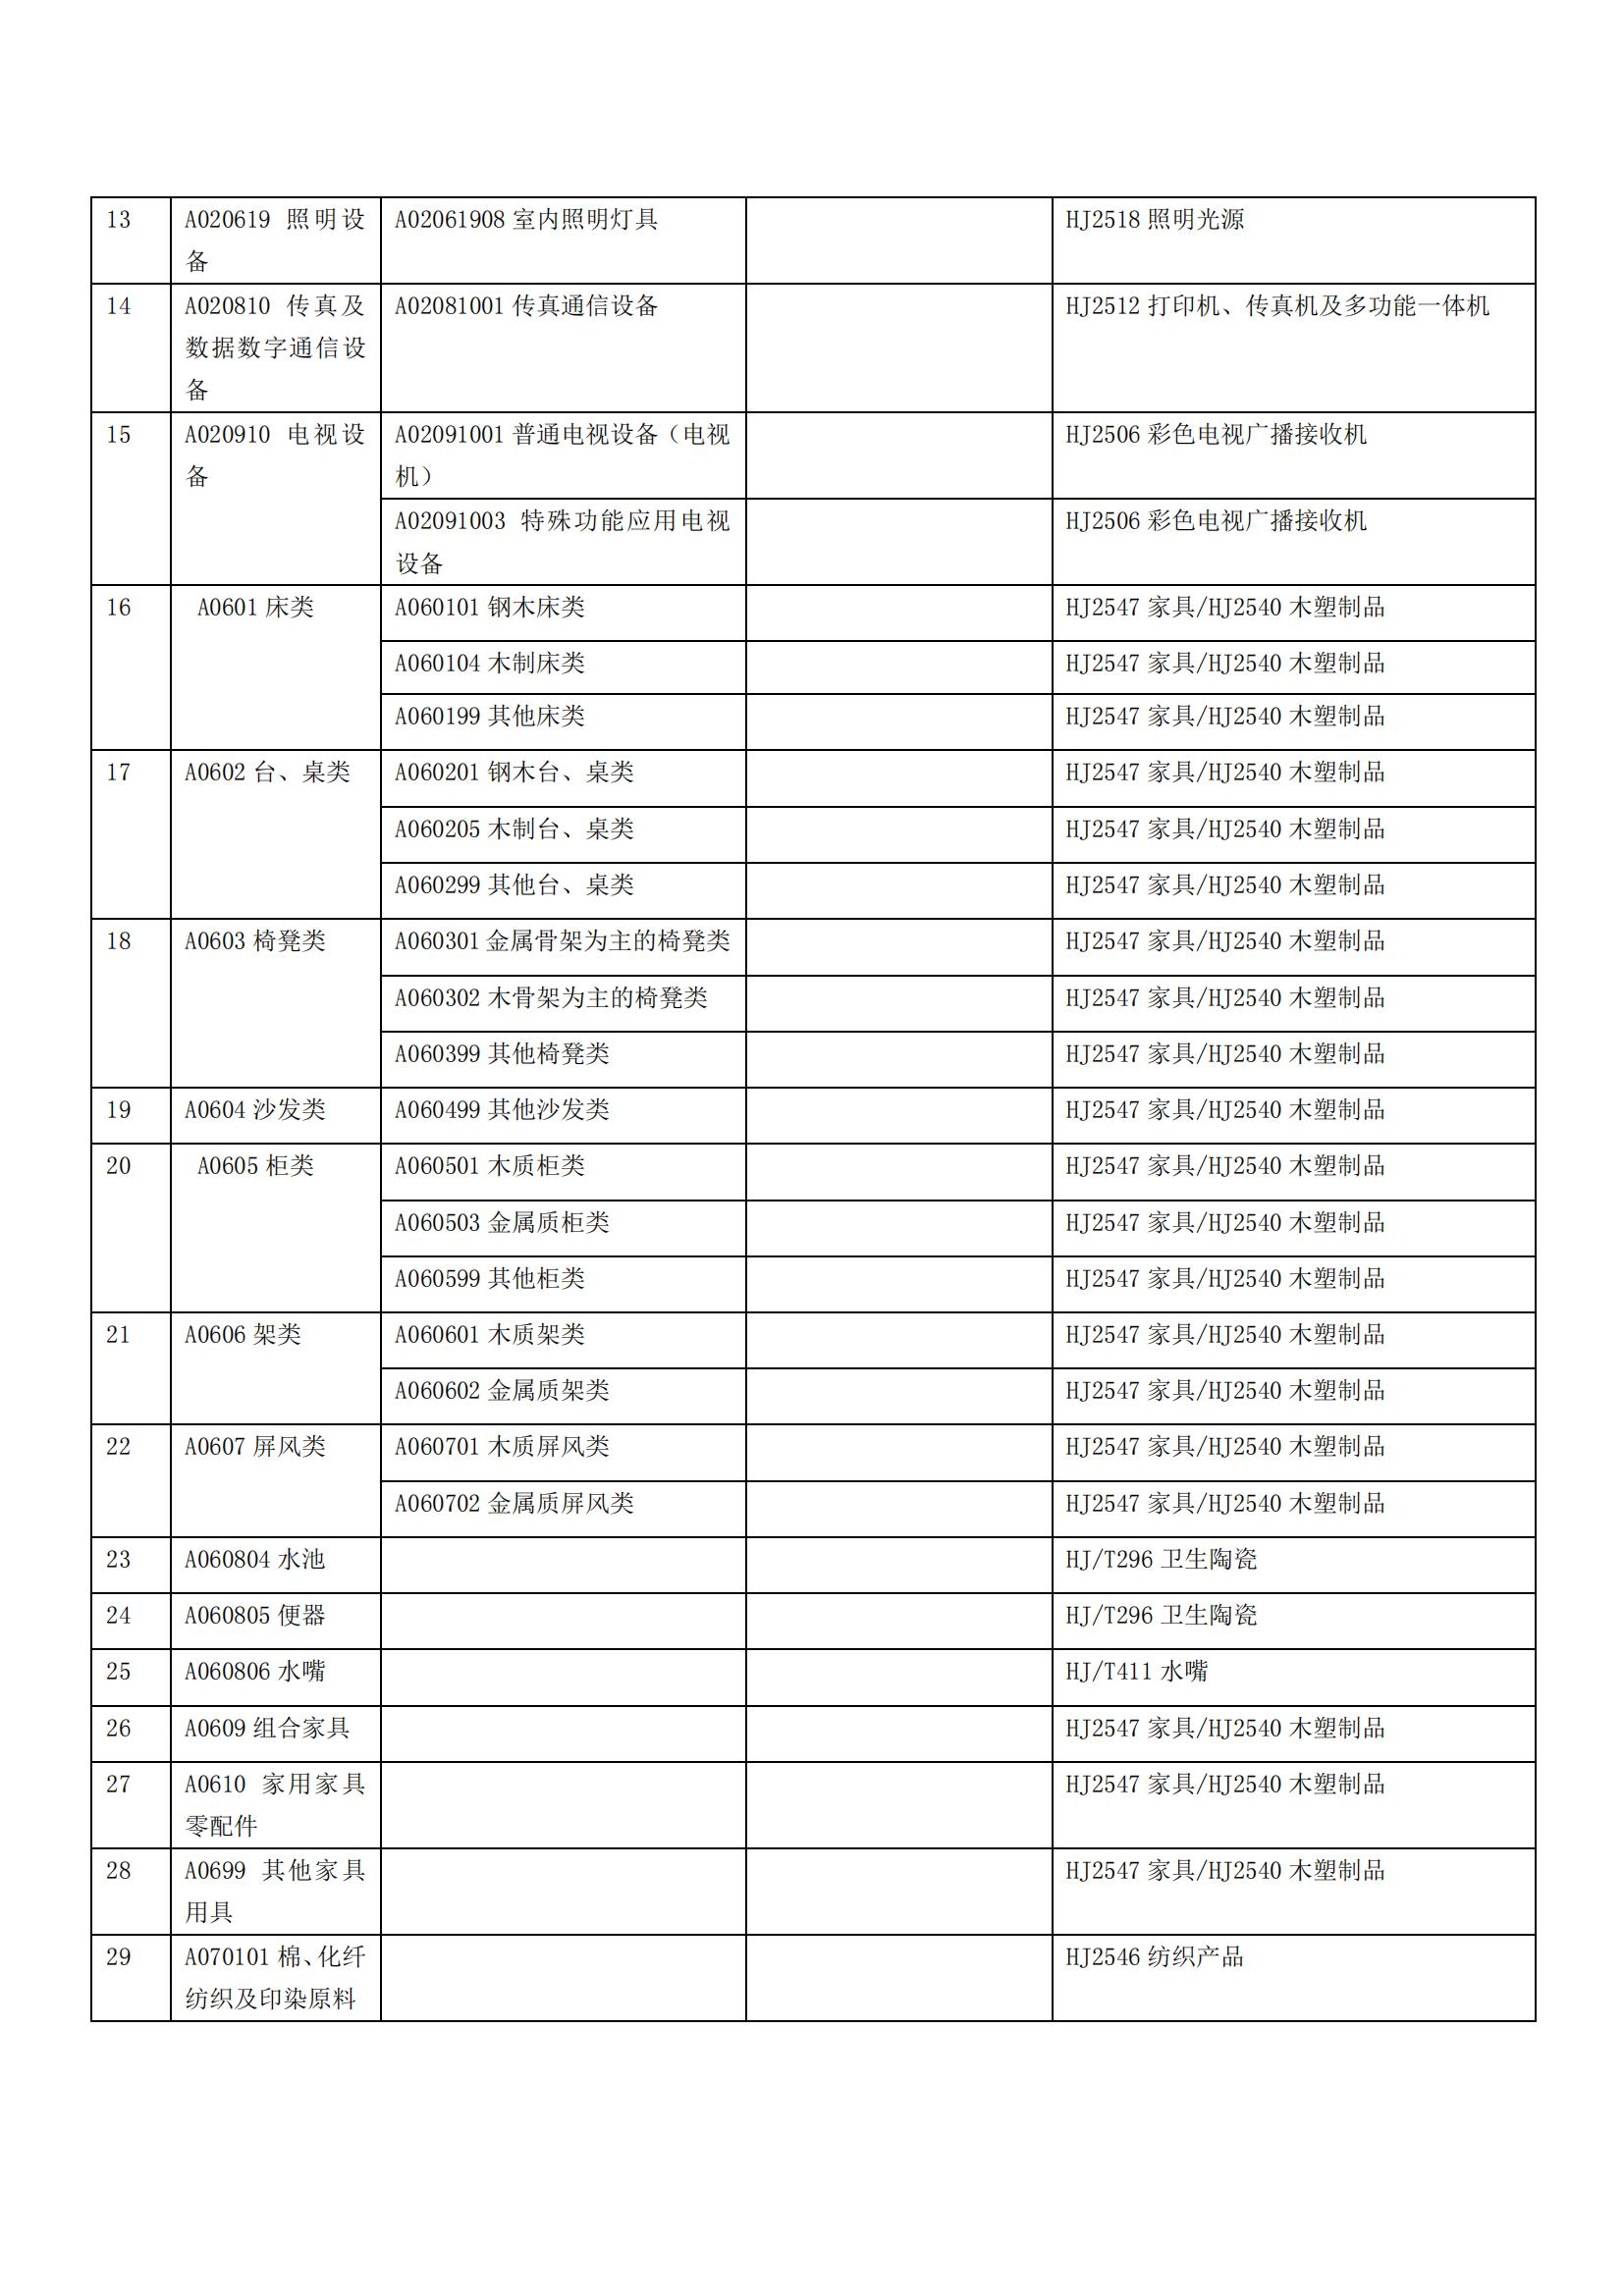 13 A020619 照明设 A02061908 室内照明灯具 HJ2518 照明光源
备
14 A020810 传真及 A02081001 传真通信设备 HJ2512 打印机、传真机及多功能一体机
数据数字通信设
备
15 A020910 电视设 A02091001 普通电视设备（电视 HJ2506 彩色电视广播接收机
备 机）
A02091003 特殊功能应用电视 HJ2506 彩色电视广播接收机
设备
16 A0601 床类 A060101 钢木床类 HJ2547 家具/HJ2540 木塑制品
A060104 木制床类 HJ2547 家具/HJ2540 木塑制品
A060199 其他床类 HJ2547 家具/HJ2540 木塑制品
17 A0602 台、桌类 A060201 钢木台、桌类 HJ2547 家具/HJ2540 木塑制品
A060205 木制台、桌类 HJ2547 家具/HJ2540 木塑制品
A060299 其他台、桌类 HJ2547 家具/HJ2540 木塑制品
18 A0603 椅凳类 A060301 金属骨架为主的椅凳类 HJ2547 家具/HJ2540 木塑制品
A060302 木骨架为主的椅凳类 HJ2547 家具/HJ2540 木塑制品
A060399 其他椅凳类 HJ2547 家具/HJ2540 木塑制品
19 A0604 沙发类 A060499 其他沙发类 HJ2547 家具/HJ2540 木塑制品
20 A0605 柜类 A060501 木质柜类 HJ2547 家具/HJ2540 木塑制品
A060503 金属质柜类 HJ2547 家具/HJ2540 木塑制品
A060599 其他柜类 HJ2547 家具/HJ2540 木塑制品
21 A0606 架类 A060601 木质架类 HJ2547 家具/HJ2540 木塑制品
A060602 金属质架类 HJ2547 家具/HJ2540 木塑制品
22 A0607 屏风类 A060701 木质屏风类 HJ2547 家具/HJ2540 木塑制品
A060702 金属质屏风类 HJ2547 家具/HJ2540 木塑制品
23 A060804 水池 HJ/T296 卫生陶瓷
24 A060805 便器 HJ/T296 卫生陶瓷
25 A060806 水嘴 HJ/T411 水嘴
26 A0609 组合家具 HJ2547 家具/HJ2540 木塑制品
27 A0610 家用家具 HJ2547 家具/HJ2540 木塑制品
零配件
28 A0699 其他家具 HJ2547 家具/HJ2540 木塑制品
用具
29 A070101 棉、化纤 HJ2546 纺织产品
纺织及印染原料